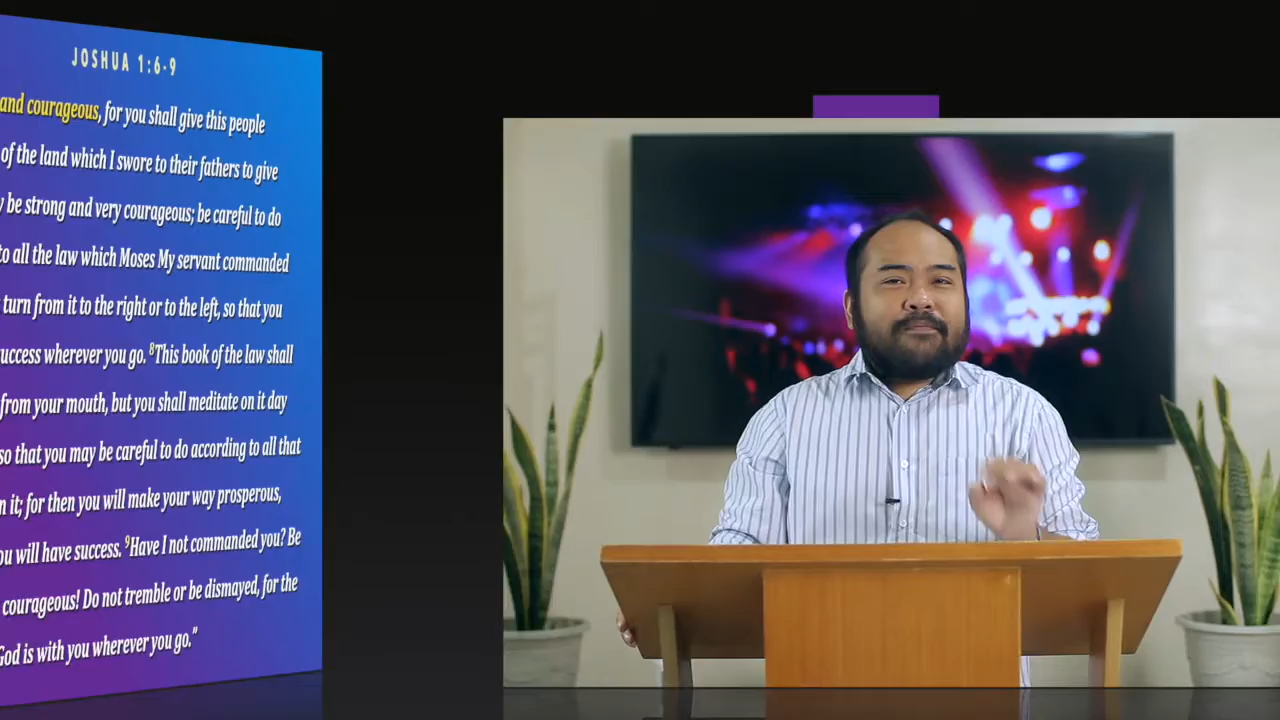 JOSHUA 1:6-9
and courageous, for you shall give this people
of the land which I swore to their fathers to give
be strong and very courageous; be careful to do
to all the law which Moses My servant commanded
turn from it to the right or to the left, so that you
success wherever you go. ⁸This book of the law shall
from your mouth, but you shall meditate on it day
so that you may be careful to do according to all that
in it; for then you will make your way prosperous,
you will have success. ⁹Have I not commanded you? Be
courageous! Do not tremble or be dismayed, for the
God is with you wherever you go."